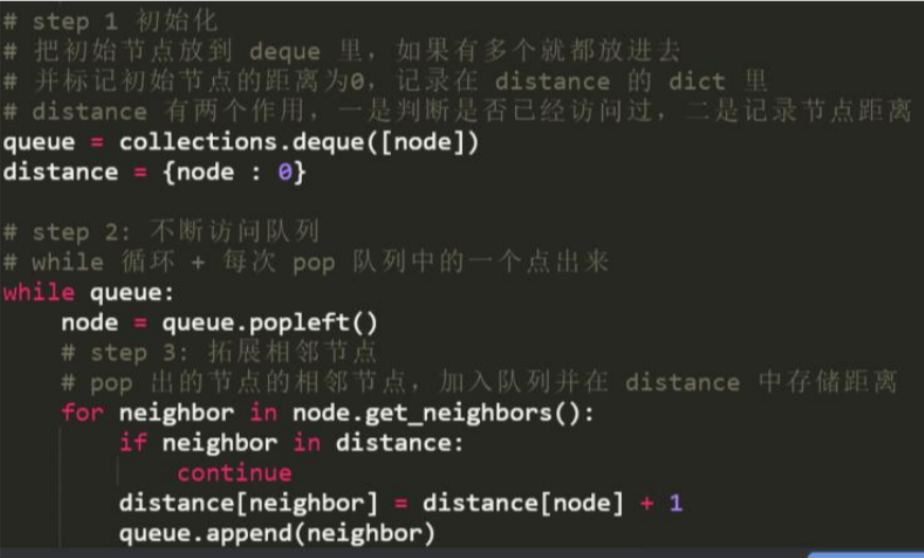 # step 1 初始化
# 把初始节点放到 deque 里，如果有多个就都放进去
# 并标记初始节点的距离为0，记录在 distance 的 dict 里
# distance 有两个作用，一是判断是否已经访问过，二是记录节点距离
queue = collections.deque([node])
distance = {node : 0}
# step 2: 不断访问队列
# while 循环 + 每次 pop 队列中的一个点出来
while queue:
    node = queue.popleft()
    # step 3: 拓展相邻节点
    # pop 出的节点的相邻节点，加入队列并在 distance 中存储距离
    for neighbor in node.get_neighbors():
        if neighbor in distance:
            continue
        distance[neighbor] = distance[node] + 1
        queue.append(neighbor)